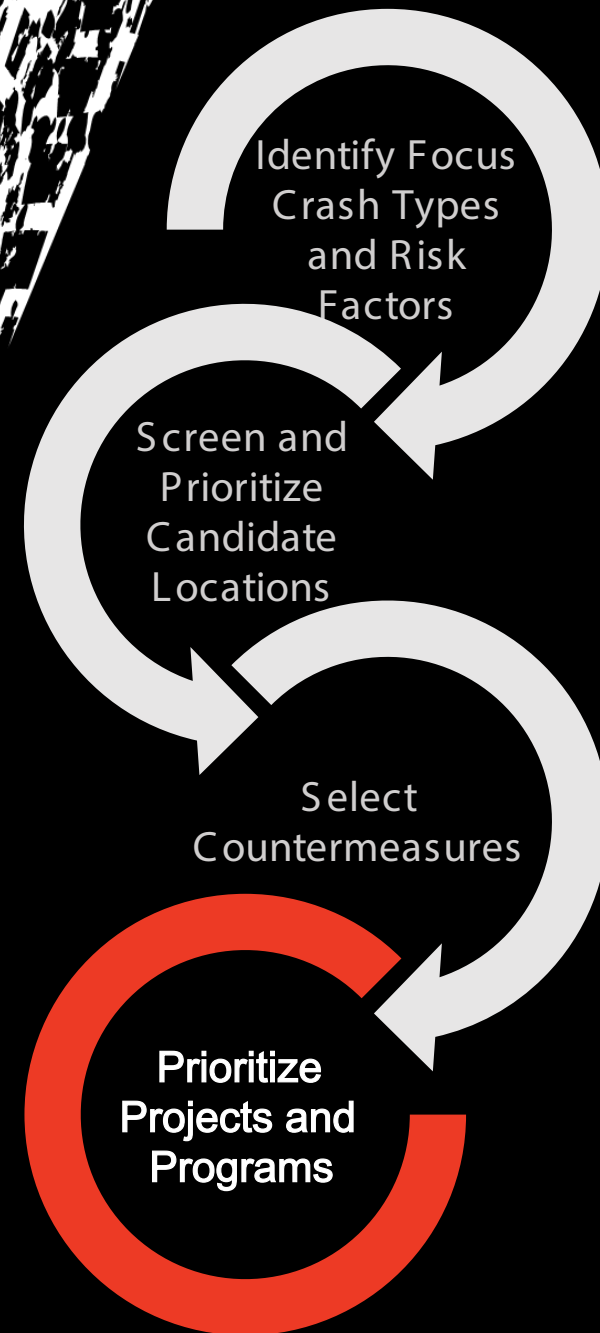 Identify Focus
Crash Types
and Risk
Factors
Screen and
Prioritize
Candidate
Locations
Select
Countermeasures
Prioritize
Projects and
Programs